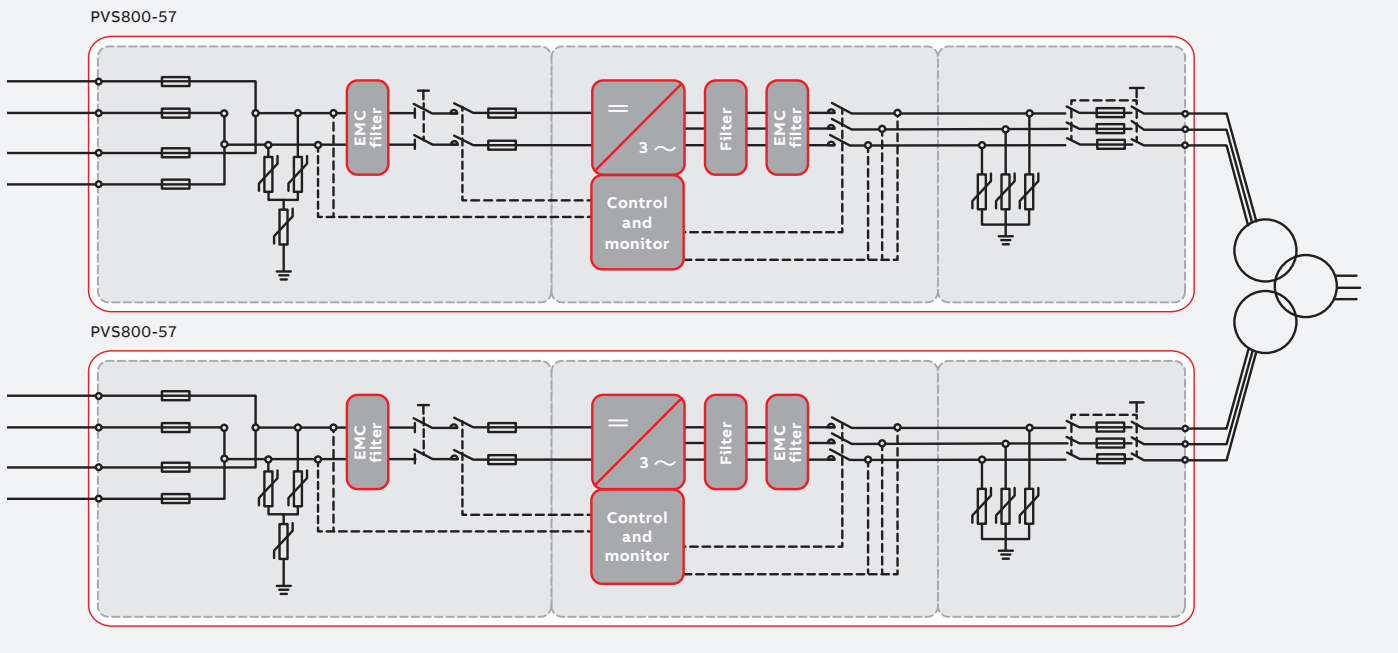 PVS800-57
EMC
filter
3
Filter
EMC
filter
Control
and
monitor
PVS800-57
EMC
filter
3
Filter
EMC
filter
Control
and
monitor